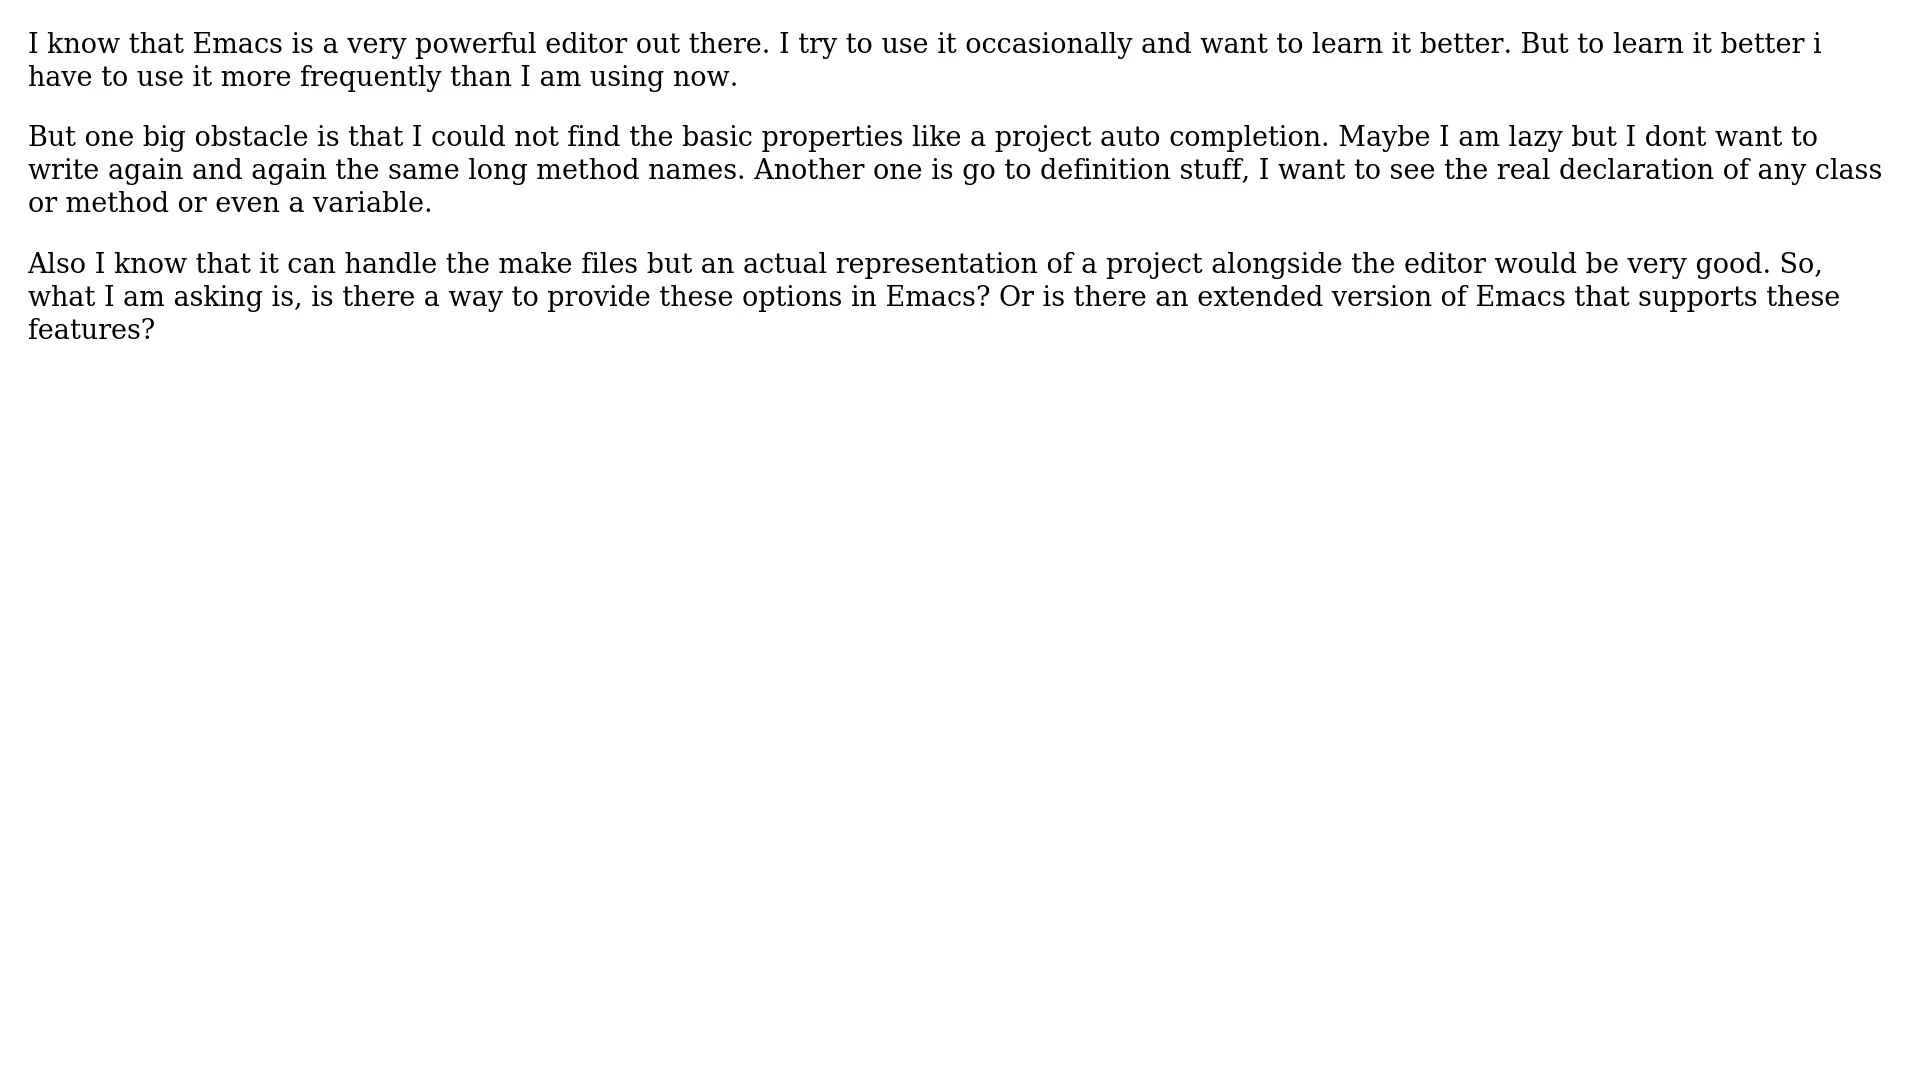 I know that Emacs is a very powerful editor out there. I try to use it occasionally and want to learn it better. But to learn it better i
have to use it more frequently than I am using now.
But one big obstacle is that I could not find the basic properties like a project auto completion. Maybe I am lazy but I dont want to
write again and again the same long method names. Another one is go to definition stuff, I want to see the real declaration of any class
or method or even a variable.
Also I know that it can handle the make files but an actual representation of a project alongside the editor would be very good. So,
what I am asking is, is there a way to provide these options in Emacs? Or is there an extended version of Emacs that supports these
features?